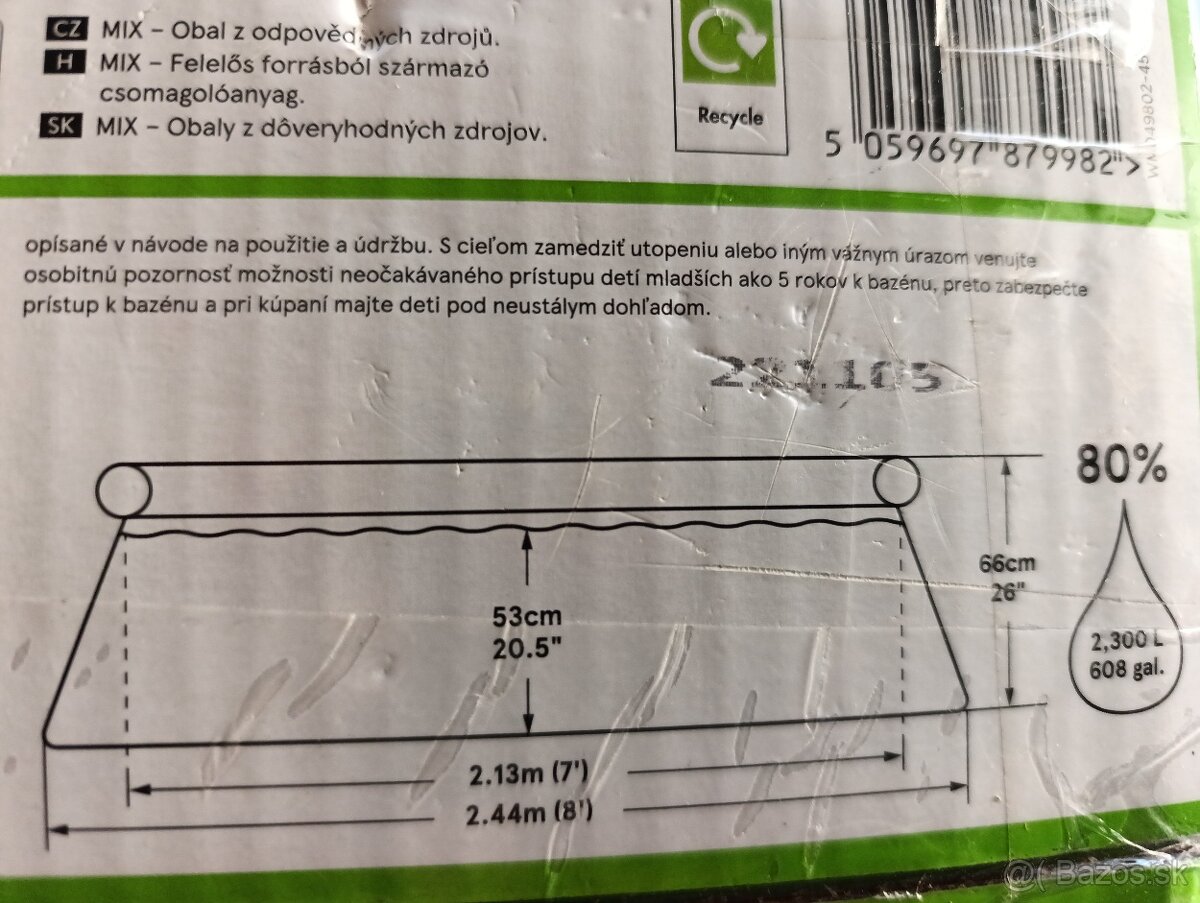 CZ MIX – Obal z odpovědných zdrojů.
H MIX – Felelős forrásból származó
csomagolóanyag.
SK MIX – Obaly z dôveryhodných zdrojov.
Recycle
5 059697 879982 >
opísané v návode na použitie a údržbu. S cieľom zamedziť utopeniu alebo iným vážnym úrazom venujte
osobitnú pozornosť možnosti neočakávaného prístupu detí mladších ako 5 rokov k bazénu, preto zabezpečte
prístup k bazénu a pri kúpaní majte deti pod neustálym dohľadom.
80%
66cm
26"
53cm
20.5"
2,300 L
608 gal.
2.13m (7')
2.44m (8')
@( Bazos.sk